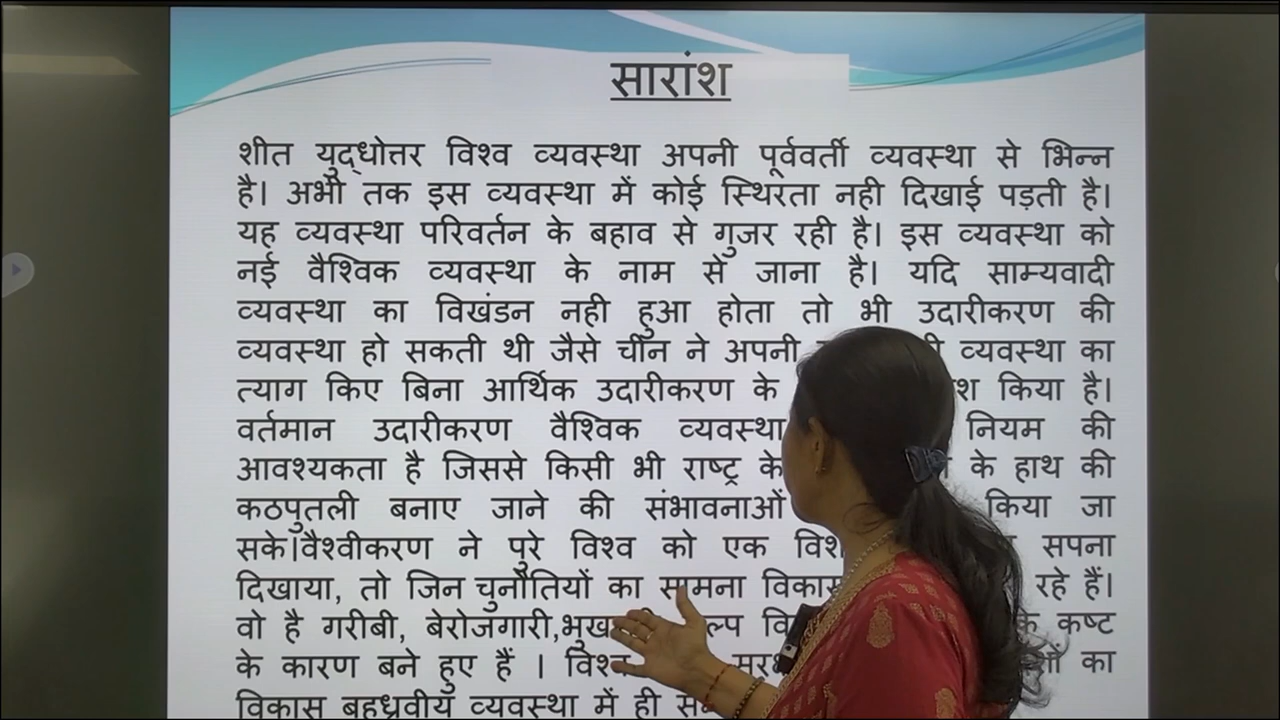 सारांश
शीत युद्धोत्तर विश्व व्यवस्था अपनी पूर्ववर्ती व्यवस्था से भिन्न
है। अभी तक इस व्यवस्था में कोई स्थिरता नही दिखाई पड़ती है।
यह व्यवस्था परिवर्तन के बहाव से गुजर रही है। इस व्यवस्था को
नई वैश्विक व्यवस्था के नाम से जाना है। यदि साम्यवादी
व्यवस्था का विखंडन नही हुआ होता तो भी उदारीकरण की
व्यवस्था हो सकती थी जैसे चीन ने अपनी व्यवस्था का
त्याग किए बिना आर्थिक उदारीकरण के किया है।
वर्तमान उदारीकरण वैश्विक व्यवस्था नियम की
आवश्यकता है जिससे किसी भी राष्ट्र के के हाथ की
कठपुतली बनाए जाने की संभावनाओं किया जा
सके।वैश्वीकरण ने पुरे विश्व को एक सपना
दिखाया, तो जिन चुनौतियों का सामना रहे हैं।
वो है गरीबी, बेरोजगारी, कष्ट
के कारण बने हुए हैं । का
विकास बहुध्रुवीय व्यवस्था में ही